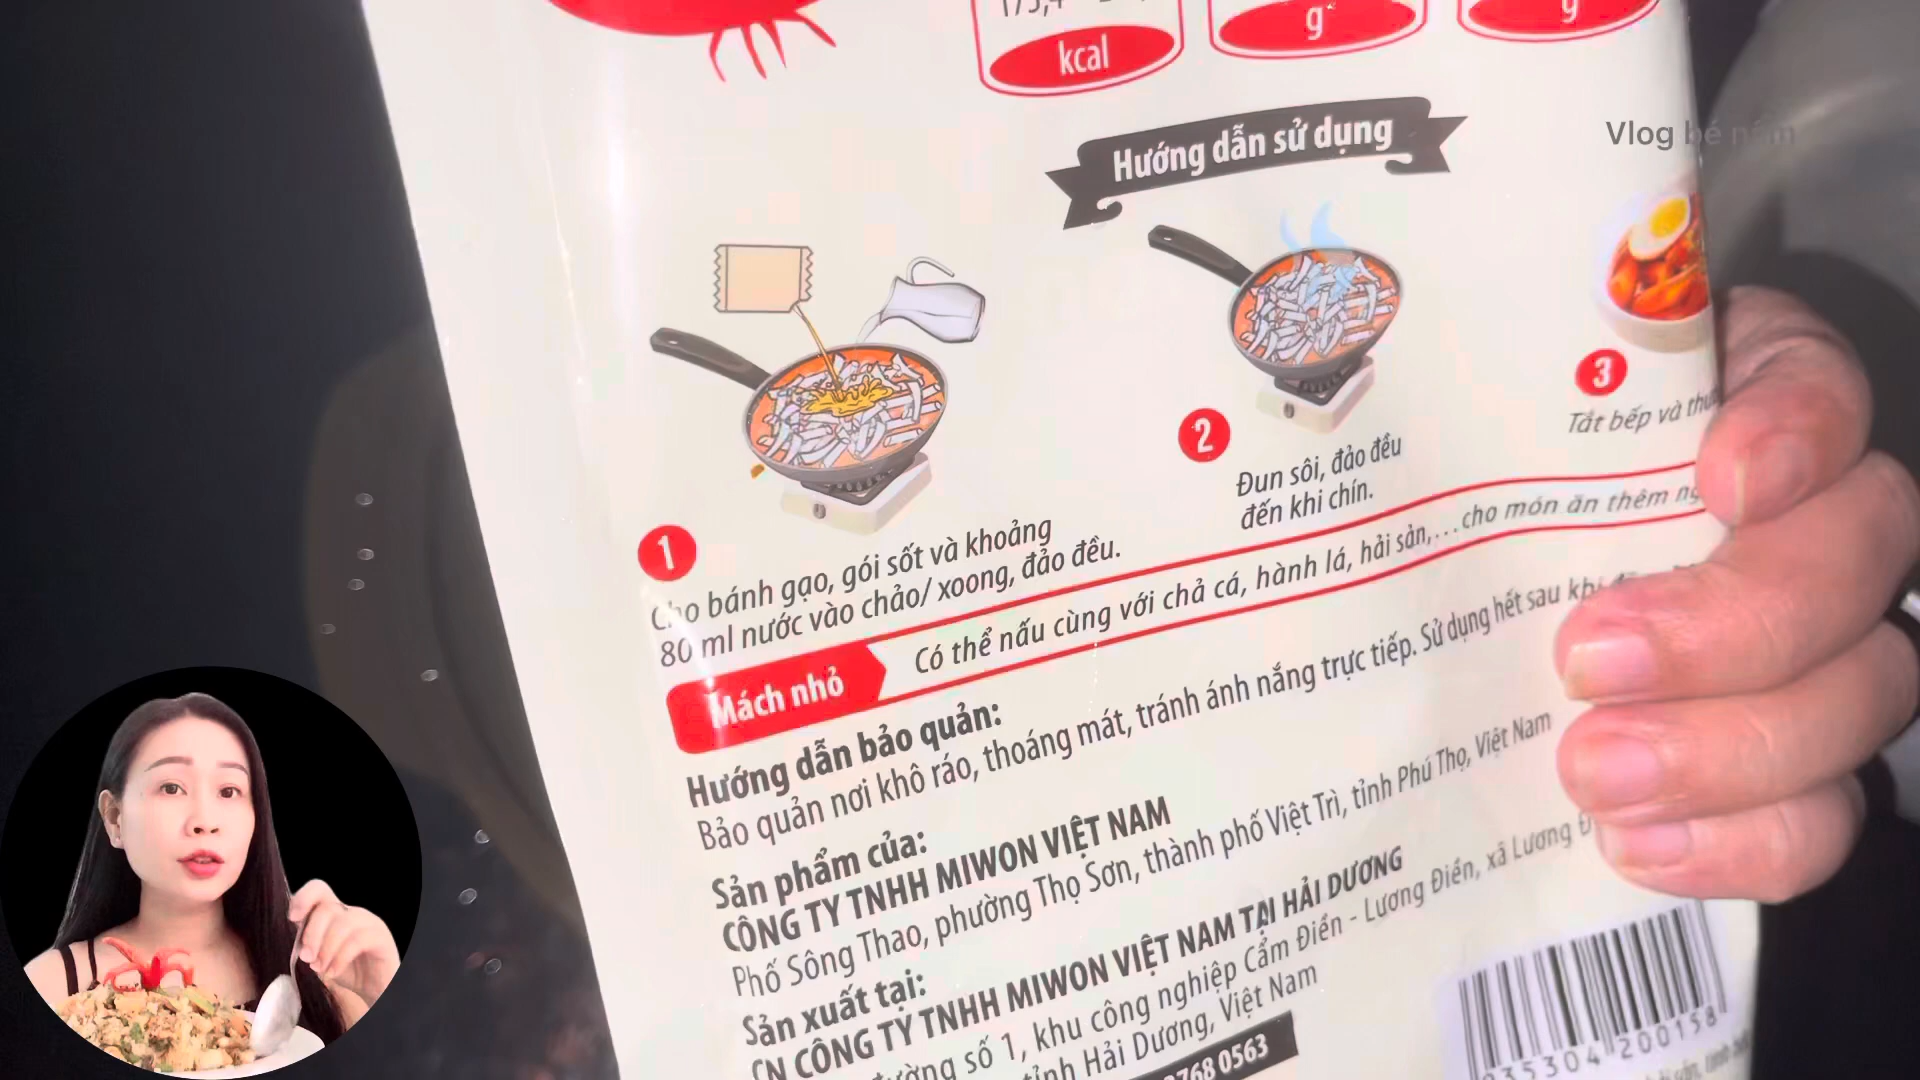 kcal
g
g
Hướng dẫn sử dụng
Vlog bé
1
Cho bánh gạo, gói sốt và khoảng
80 ml nước vào chảo/ xoong, đảo đều.
2
Đun sôi, đảo đều
đến khi chín.
3
Tắt bếp và
Mách nhỏ
Có thể nấu cùng với chả cá, hành lá, hải sản,...cho món ăn thêm
Hướng dẫn bảo quản:
Bảo quản nơi khô ráo, thoáng mát, tránh ánh nắng trực tiếp. Sử dụng hết sau khi
Sản phẩm của:
CÔNG TY TNHH MIWON VIỆT NAM
Phố Sông Thao, phường Thọ Sơn, thành phố Việt Trì, tỉnh Phú Thọ, Việt Nam
Sản xuất tại:
CN CÔNG TY TNHH MIWON VIỆT NAM TẠI HẢI DƯƠNG
Đường số 1, khu công nghiệp Cẩm Điền - Lương Điền, xã Lương
tỉnh Hải Dương, Việt Nam
768 0563
35304 200158